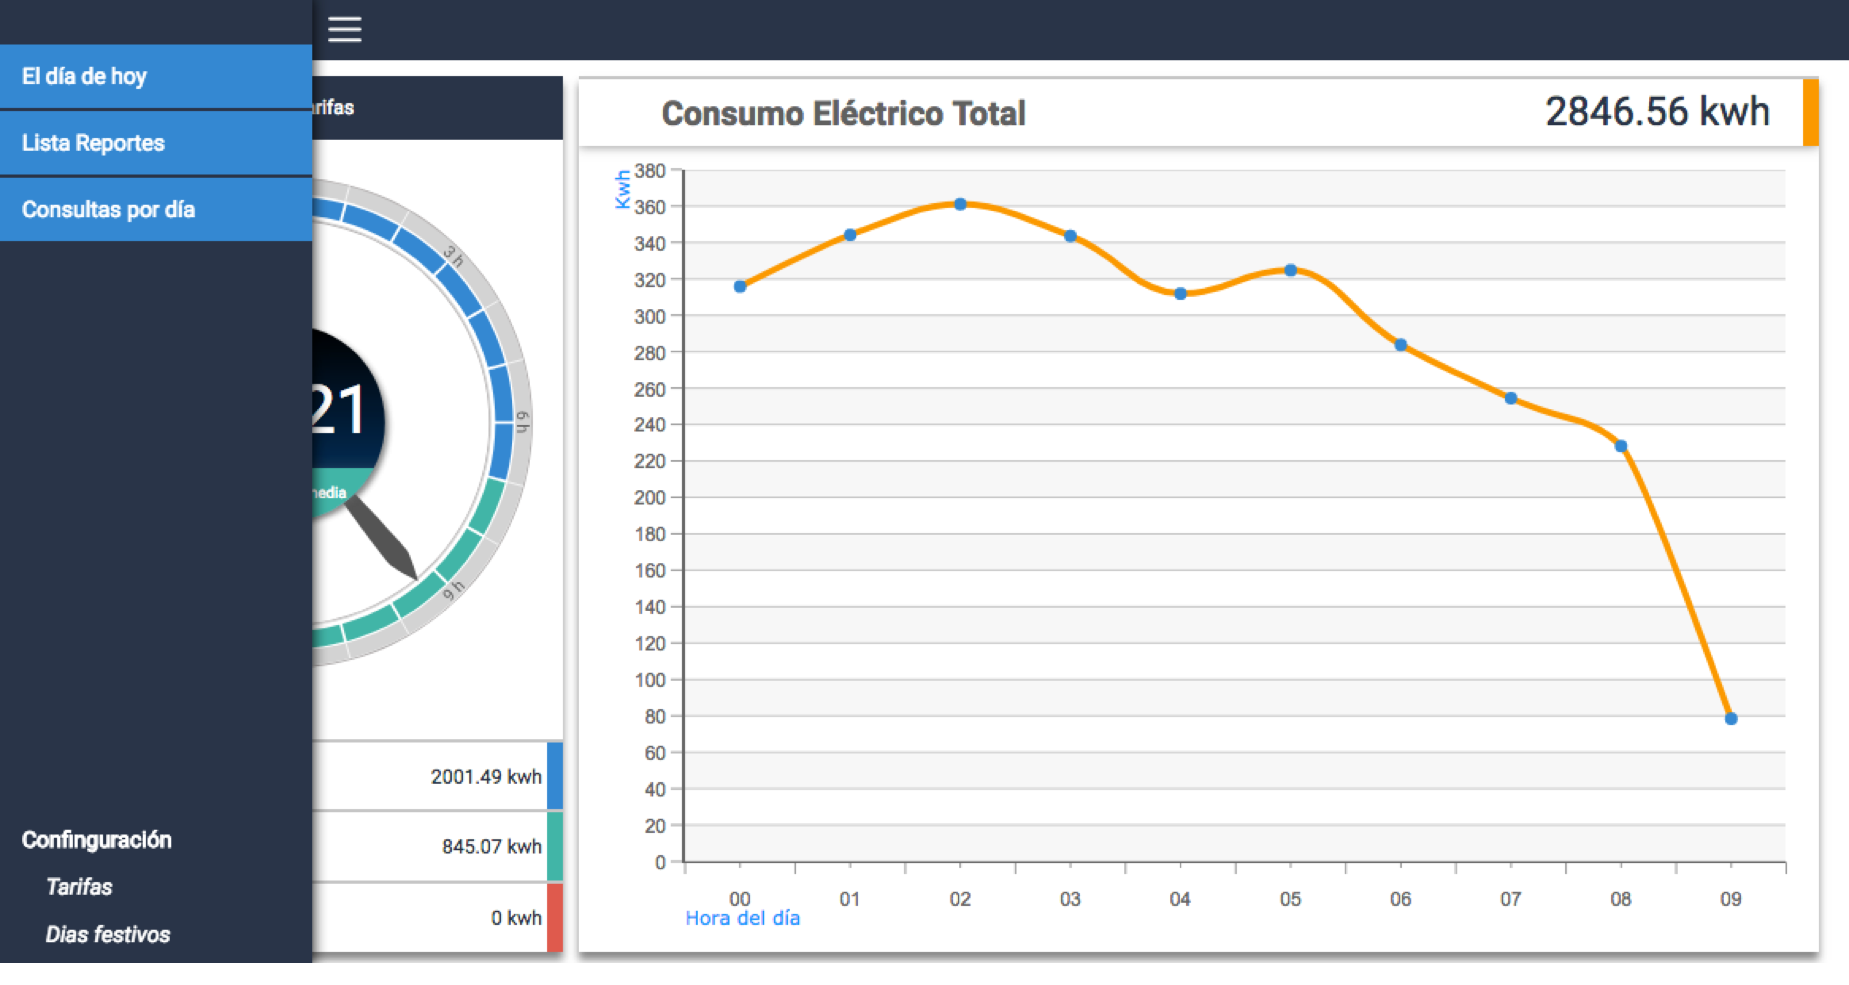 El día de hoy
Lista Reportes
Consultas por día
Confinguración
Tarifas
Dias festivos
rifas
3 h
6 h
9 h
21
media
2001.49 kwh
845.07 kwh
0 kwh
Consumo Eléctrico Total
2846.56 kwh
Kwh
380
360
340
320
300
280
260
240
220
200
180
160
140
120
100
80
60
40
20
0
00 01 02 03 04 05 06 07 08 09
Hora del día